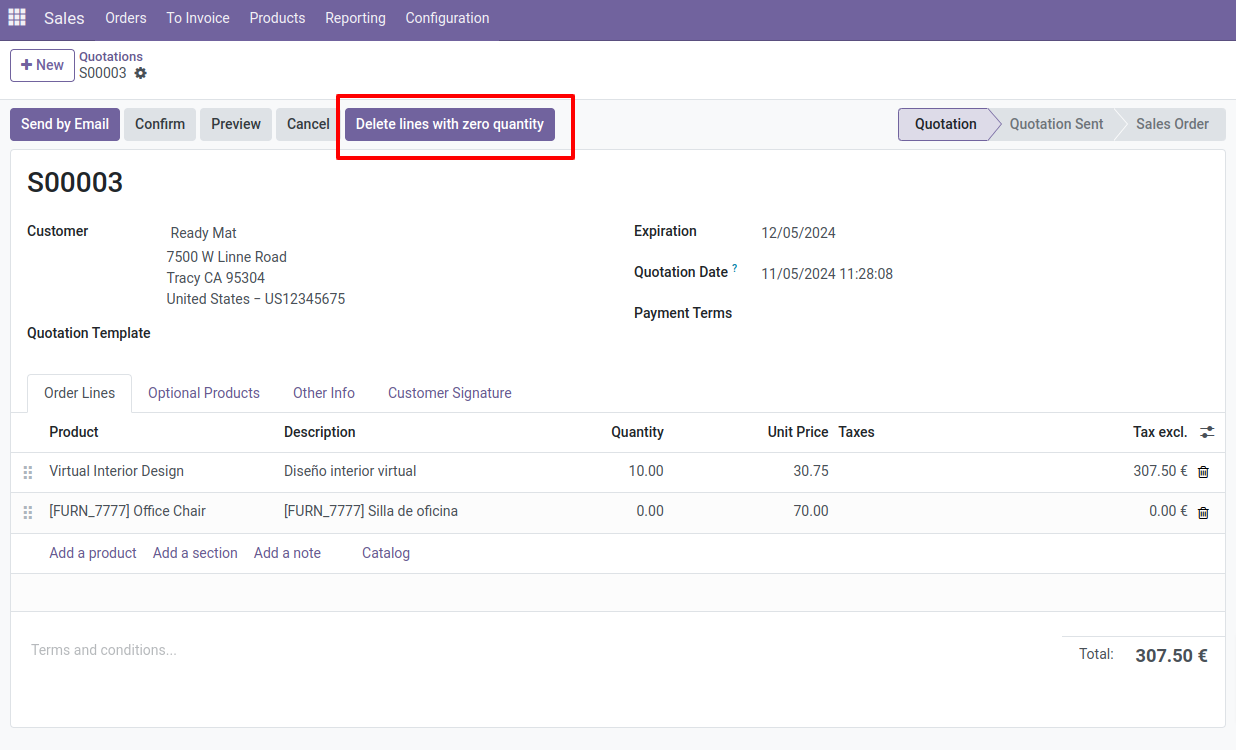 Sales Orders To Invoice Products Reporting Configuration
+ New Quotations
S00003
Send by Email Confirm Preview Cancel Delete lines with zero quantity Quotation Quotation Sent Sales Order
S00003
Customer Ready Mat Expiration 12/05/2024
7500 W Linne Road
Tracy CA 95304 Quotation Date ? 11/05/2024 11:28:08
United States – US12345675
Payment Terms
Quotation Template
Order Lines Optional Products Other Info Customer Signature
Product Description Quantity Unit Price Taxes Tax excl.
Virtual Interior Design Diseño interior virtual 10.00 30.75 307.50 €
[FURN_7777] Office Chair [FURN_7777] Silla de oficina 0.00 70.00 0.00 €
Add a product Add a section Add a note Catalog
Terms and conditions... Total: 307.50 €